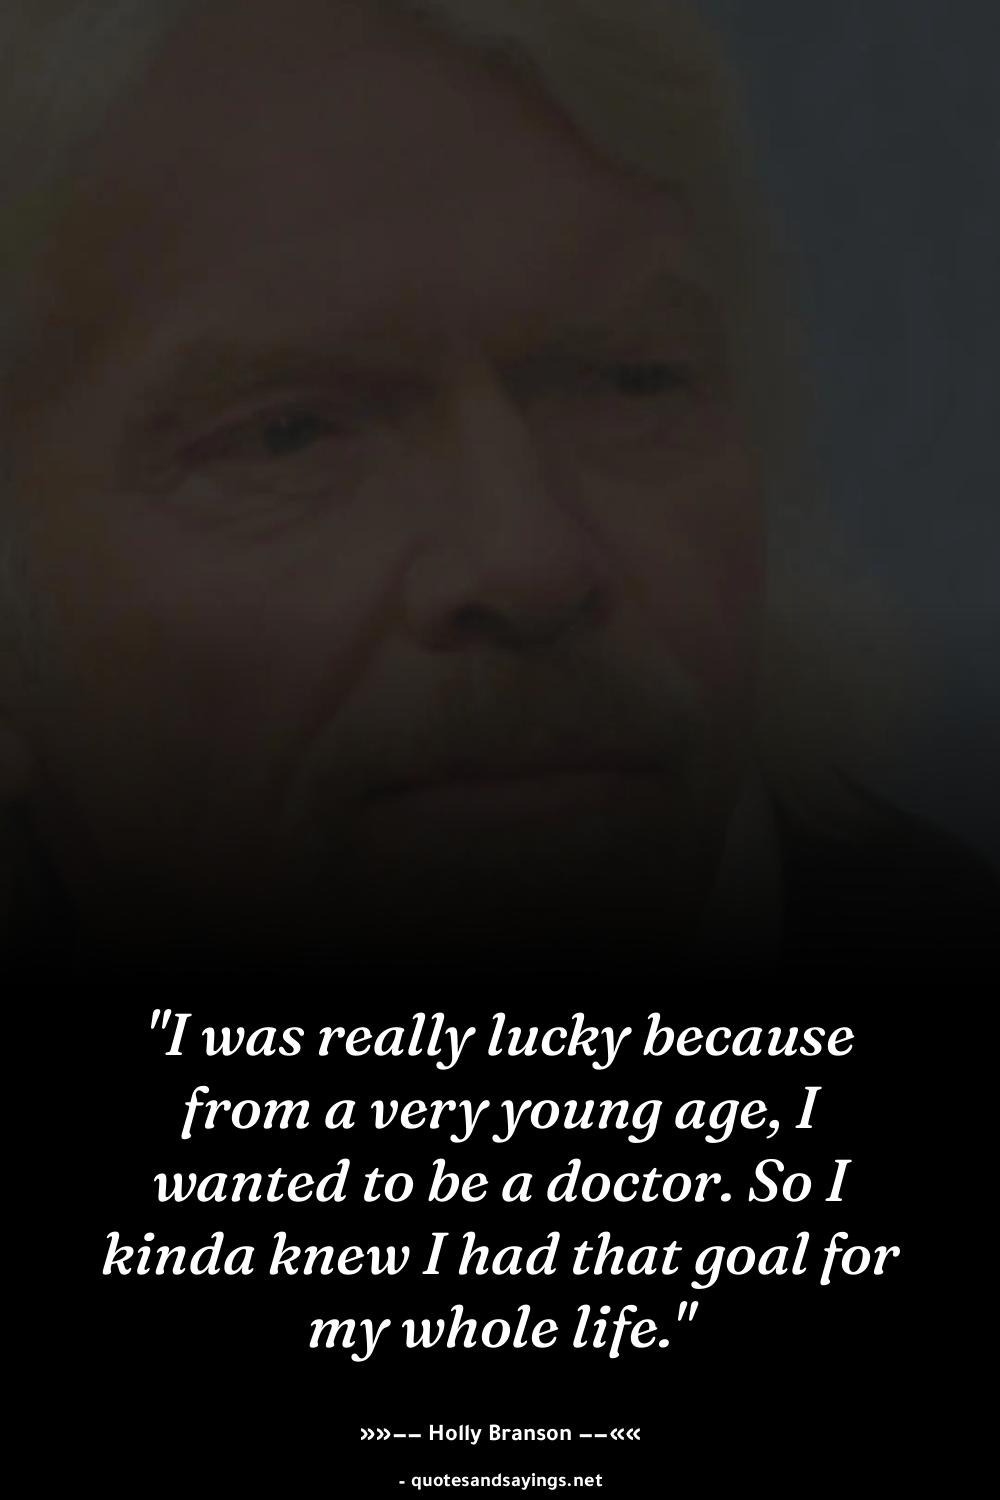 "I was really lucky because
from a very young age, I
wanted to be a doctor. So I
kinda knew I had that goal for
my whole life."
»»−− Holly Branson −−««
- quotesandsayings.net